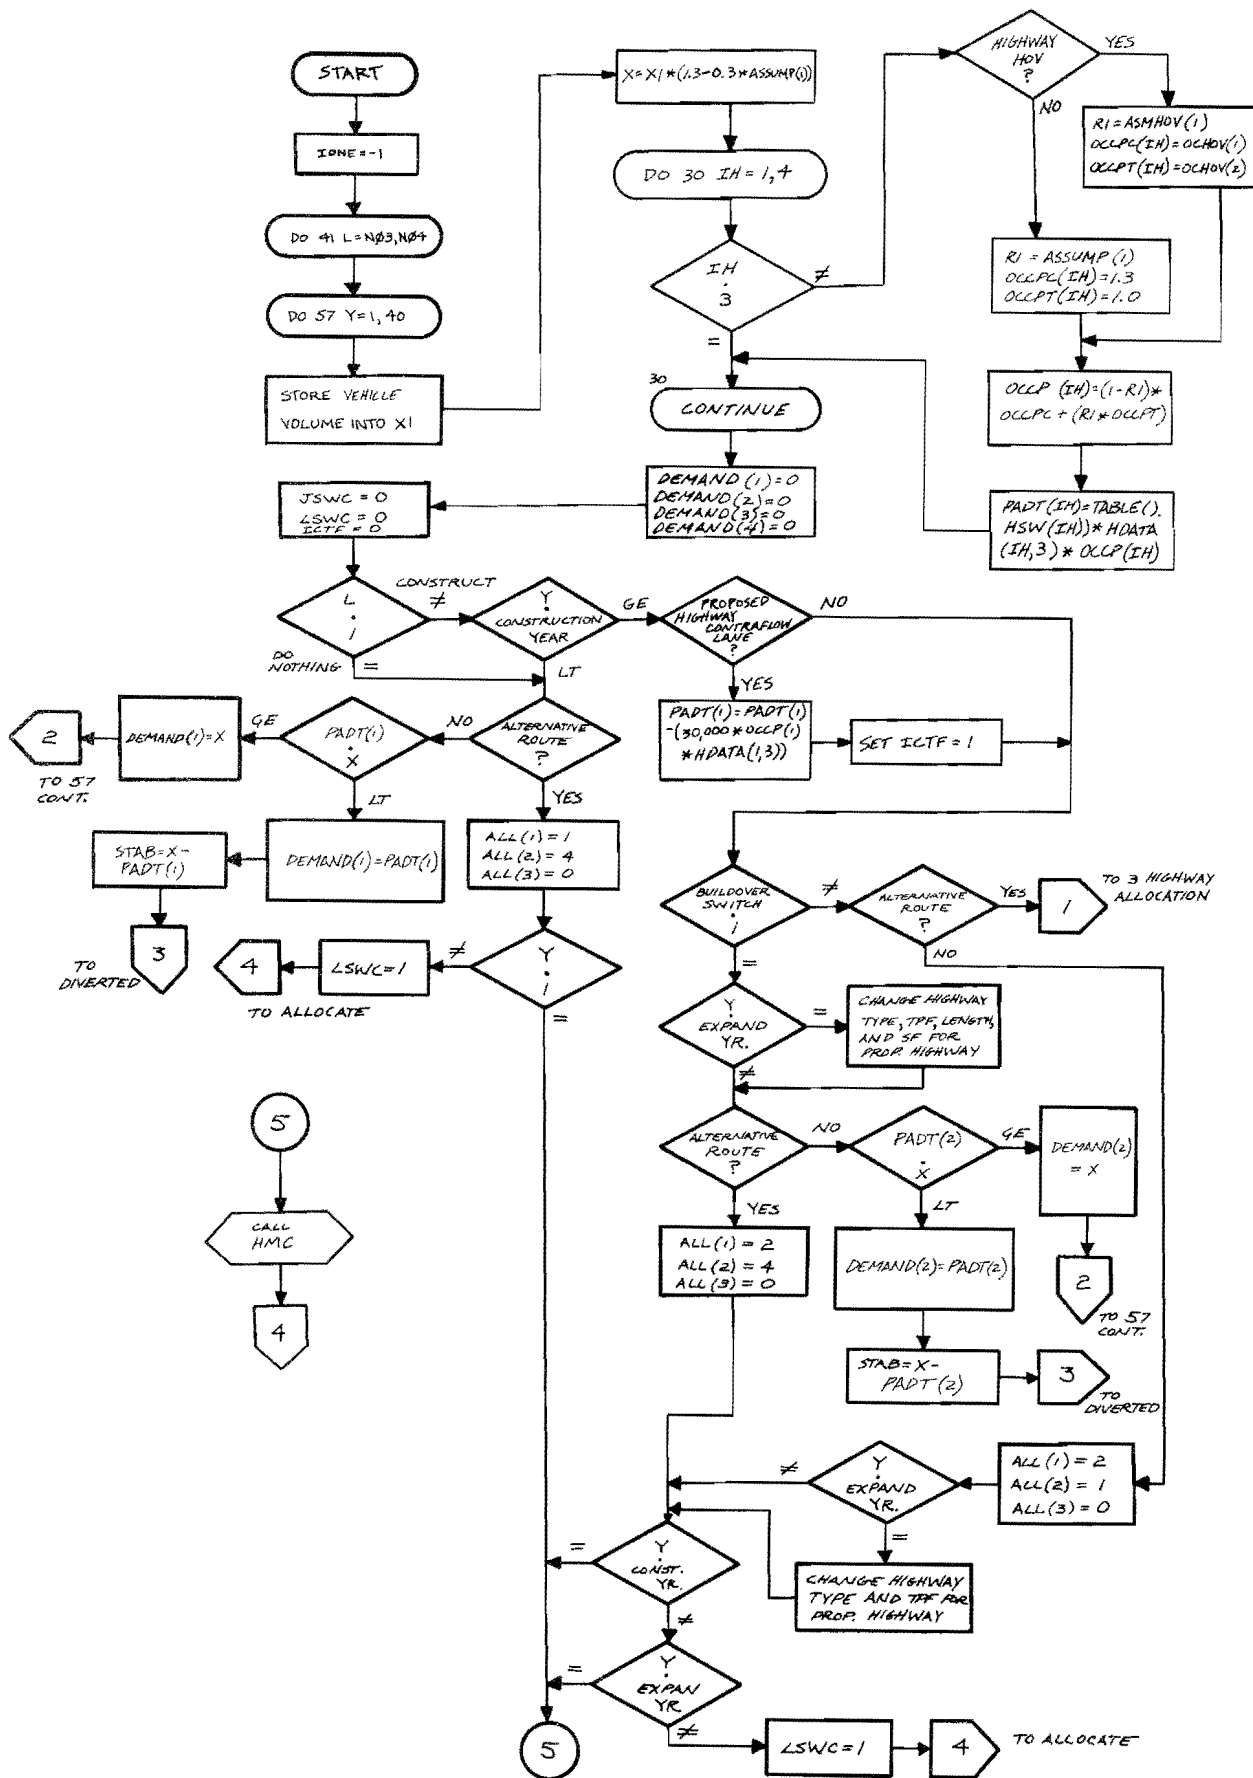 START
IONE=-1
DO 41 L=NØ3,NØ4
DO 57 Y=1,40
STORE VEHICLE
VOLUME INTO X1
X=X1*(1.3-0.3*ASSUMP(1))
DO 30 IH=1,4
IH
.
3
≠
=
HIGHWAY
HOV
?
YES
NO
R1=ASMHOV(1)
OCCPC(IH)=OCHOV(1)
OCCPT(IH)=OCHOV(2)
R1=ASSUMP(1)
OCCPC(IH)=1.3
OCCPT(IH)=1.0
OCCP (IH)=(1-R1)*
OCCPC+(R1*OCCPT)
PADT(IH)=TABLE().
HSW(IH))*HDATA
(IH,3)*OCCP(IH)
30
CONTINUE
DEMAND(1)=0
DEMAND(2)=0
DEMAND(3)=0
DEMAND(4)=0
JSWC=0
LSWC=0
ICTF=0
L
.
1
CONSTRUCT
≠
DO
NOTHING
=
Y
.
CONSTRUCTION
YEAR
GE
LT
PROPOSED
HIGHWAY
CONTRAFLOW
LANE
?
NO
YES
PADT(1)=PADT(1)
-(30,000*OCCP(1)
*HDATA(1,3))
SET ICTF=1
ALTERNATIVE
ROUTE
?
NO
YES
PADT(1)
.
X
GE
LT
DEMAND(1)=X
2
TO 57
CONT.
DEMAND(1)=PADT(1)
STAB=X-
PADT(1)
3
TO
DIVERTED
ALL(1)=1
ALL(2)=4
ALL(3)=0
Y
.
1
≠
=
LSWC=1
4
TO ALLOCATE
BUILDOVER
SWITCH
.
1
≠
=
ALTERNATIVE
ROUTE
?
YES
NO
1
TO 3 HIGHWAY
ALLOCATION
Y
.
EXPAND
YR.
=
≠
CHANGE HIGHWAY
TYPE, TPF, LENGTH,
AND SF FOR
PROP. HIGHWAY
ALTERNATIVE
ROUTE
?
NO
YES
PADT(2)
.
X
GE
LT
DEMAND(2)
=X
2
TO 57
CONT.
DEMAND(2)=PADT(2)
STAB=X-
PADT(2)
3
TO
DIVERTED
ALL(1)=2
ALL(2)=4
ALL(3)=0
5
CALL
HMC
4
ALL(1)=2
ALL(2)=1
ALL(3)=0
Y
.
EXPAND
YR.
≠
=
CHANGE HIGHWAY
TYPE AND TPF FOR
PROP. HIGHWAY
Y
.
CONST.
YR.
=
≠
Y
.
EXPAN
YR
=
≠
5
LSWC=1
4
TO ALLOCATE